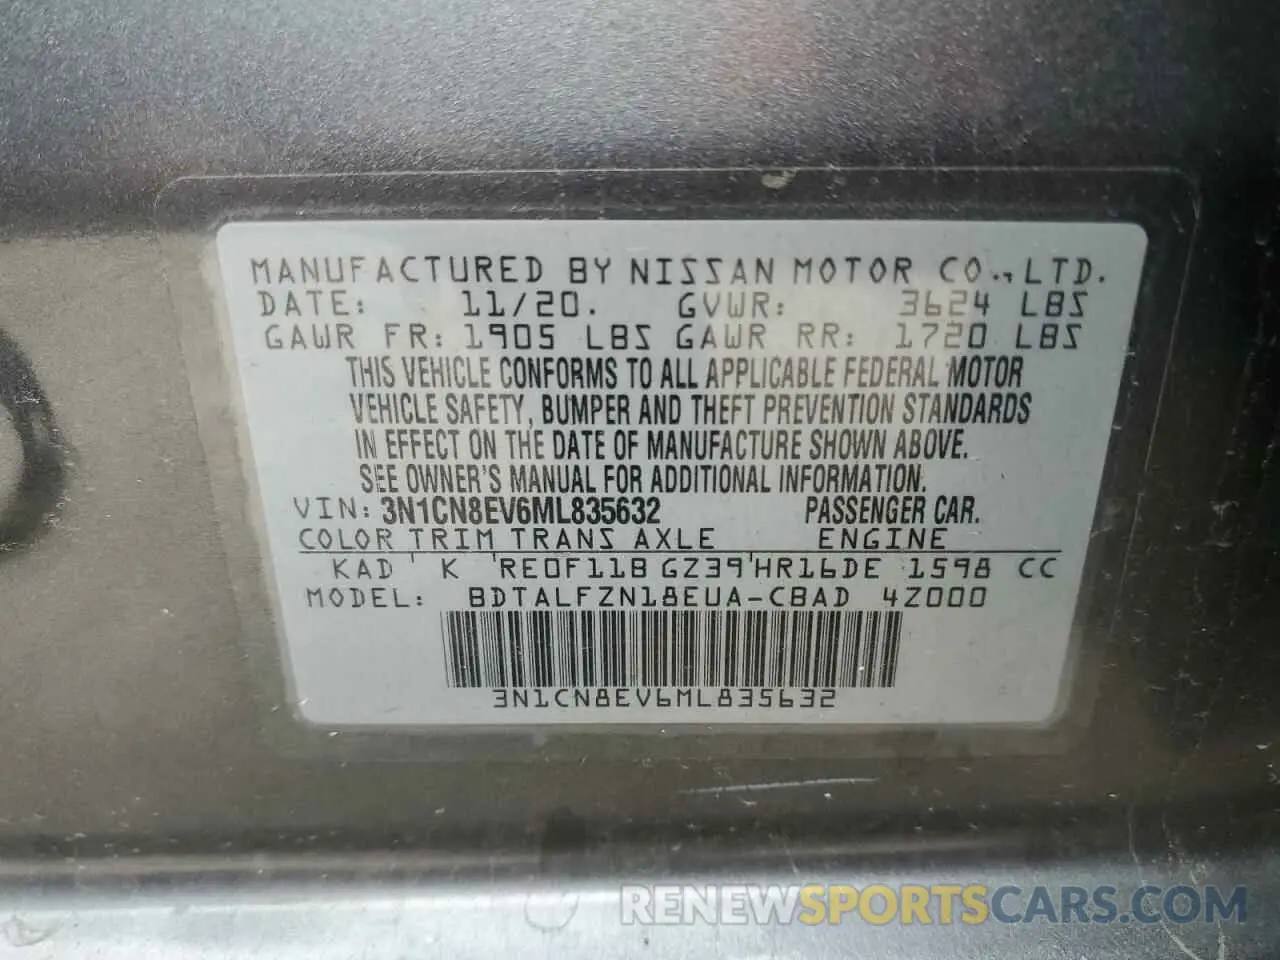 MANUFACTURED BY NISSAN MOTOR CO., LTD.
DATE: 11/20. GVWR: 3624 LBS
GAWR FR: 1905 LBS GAWR RR: 1720 LBS
THIS VEHICLE CONFORMS TO ALL APPLICABLE FEDERAL MOTOR
VEHICLE SAFETY, BUMPER AND THEFT PREVENTION STANDARDS
IN EFFECT ON THE DATE OF MANUFACTURE SHOWN ABOVE.
SEE OWNER'S MANUAL FOR ADDITIONAL INFORMATION.
VIN: 3N1CN8EV6ML835632 PASSENGER CAR.
COLOR TRIM TRANS AXLE ENGINE
KAD ' K ' RE0F11B GZ39 ' HR16DE 1598 CC
MODEL: BDTALFZN18EUA-CBAD 4Z000
3N1CN8EV6ML835632
RENEWSPORTSCARS.COM